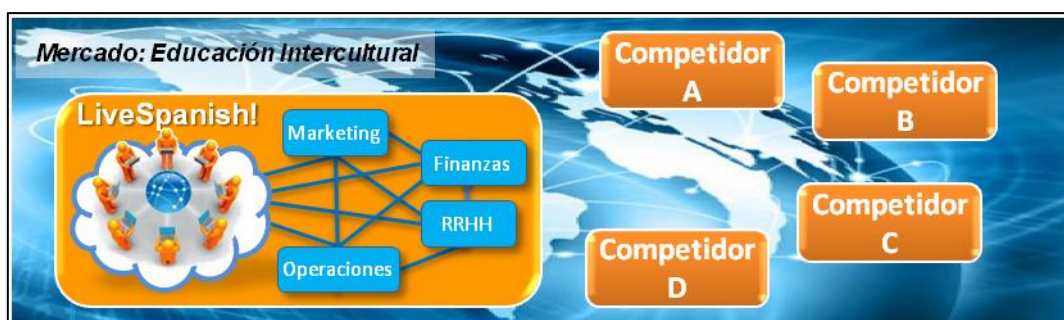 Mercado: Educación Intercultural
LiveSpanish!
Marketing
Finanzas
RRHH
Operaciones
Competidor
A
Competidor
B
Competidor
C
Competidor
D